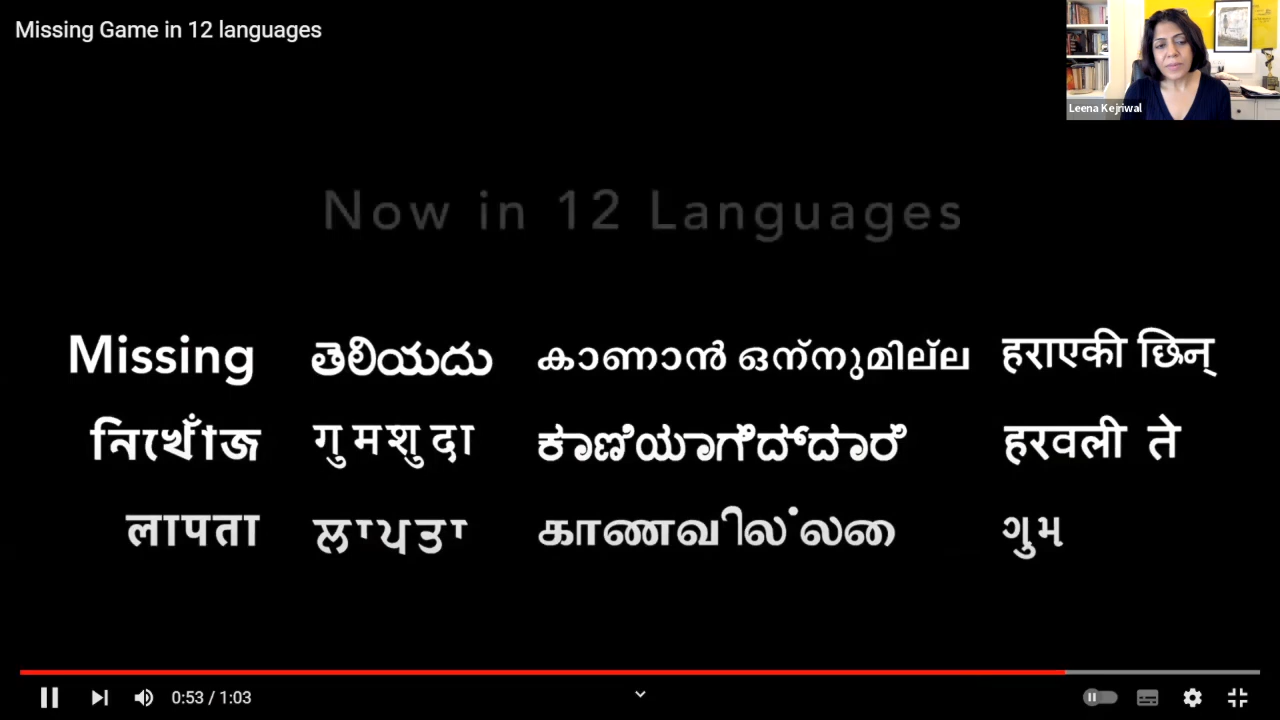 Missing Game in 12 languages
Leena Kejriwal
Now in 12 Languages
Missing తెలియదు കാണാൻ ഒന്നുമില്ല हराएकी छिन्
নিখোঁজ गुमशुदा ಕಾಣೆಯಾಗಿದ್ದಾರೆ हरवली ते
लापता ਲਾਪਤਾ காணவில்லை ગુમ
0:53 / 1:03